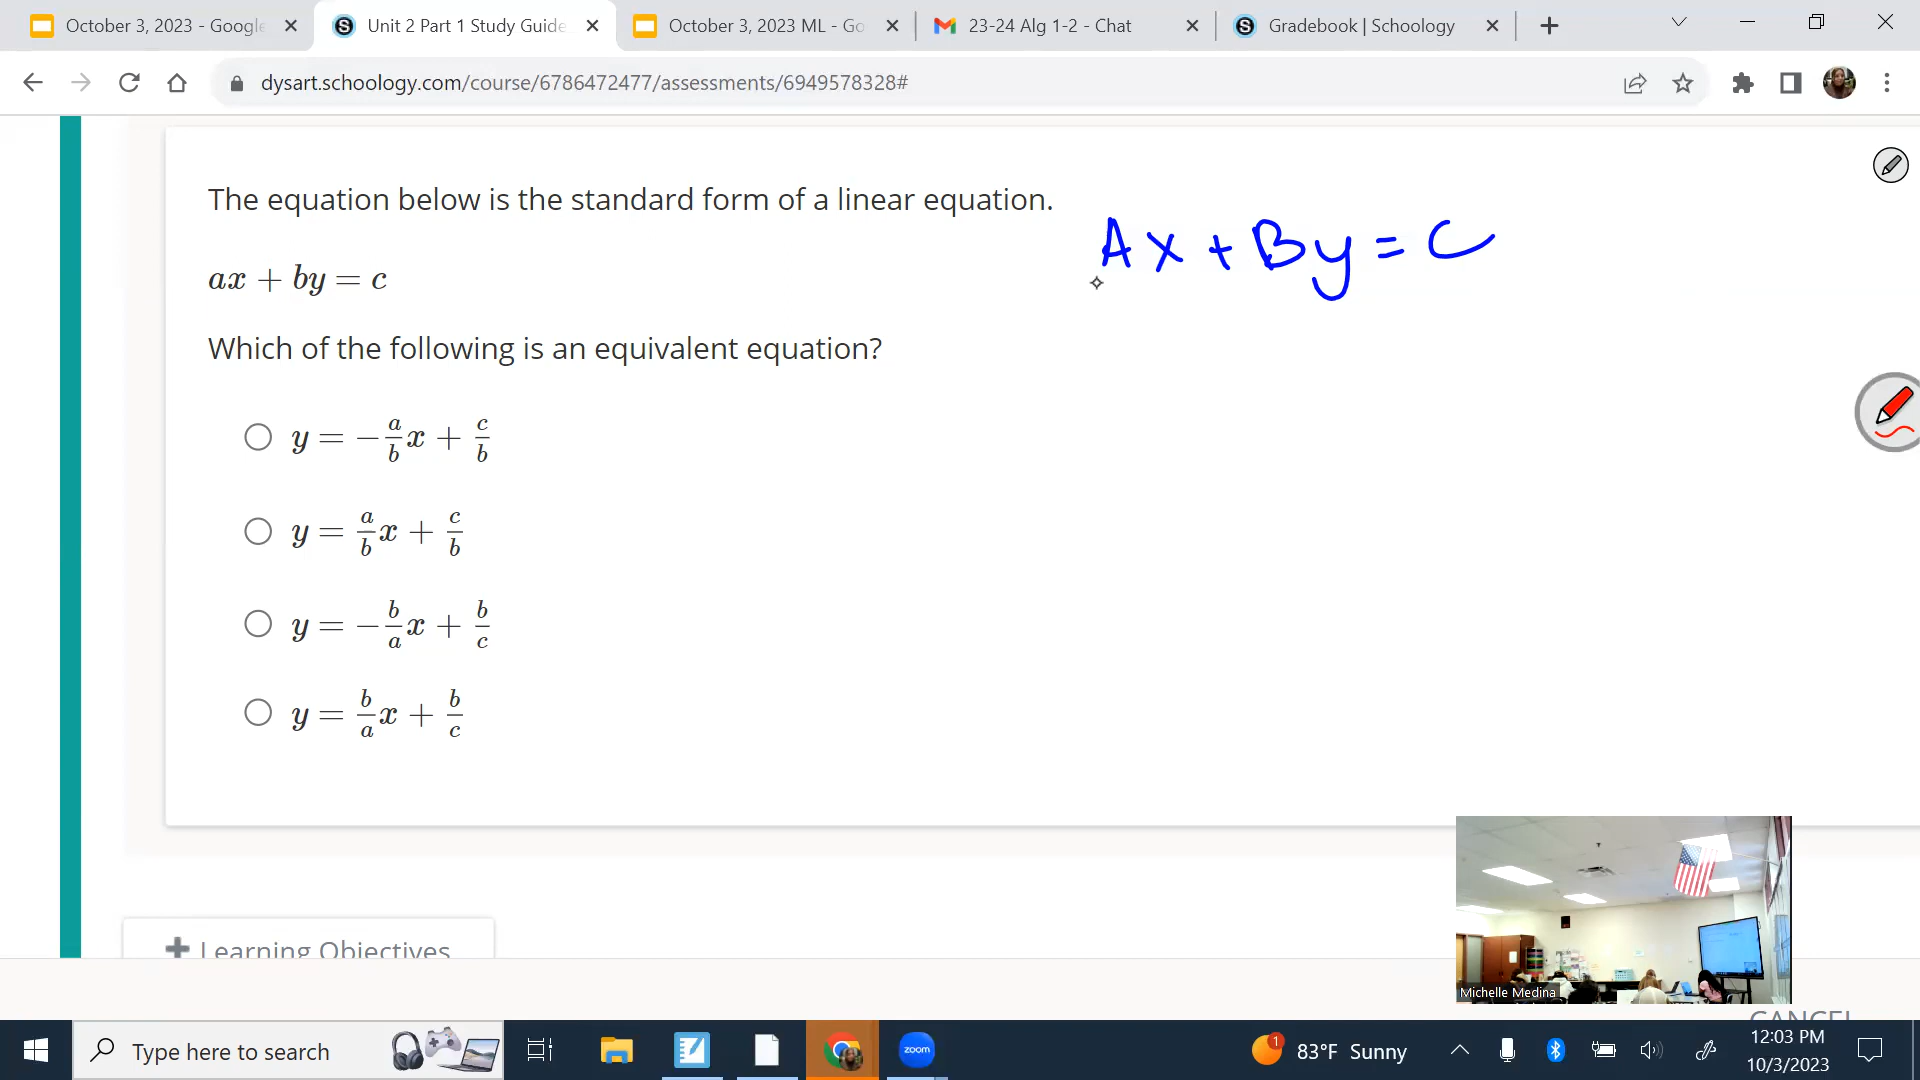 October 3, 2023 - Google
Unit 2 Part 1 Study Guide
October 3, 2023 ML - Go
23-24 Alg 1-2 - Chat
Gradebook | Schoology
dysart.schoology.com/course/6786472477/assessments/6949578328#
The equation below is the standard form of a linear equation.
Ax + By = C
ax + by = c
Which of the following is an equivalent equation?
y = -a/b x + c/b
y = a/b x + c/b
y = -b/a x + b/c
y = b/a x + b/c
Learning Objectives
Michelle Medina
CANCEL
Type here to search
zoom
1
83°F Sunny
12:03 PM
10/3/2023